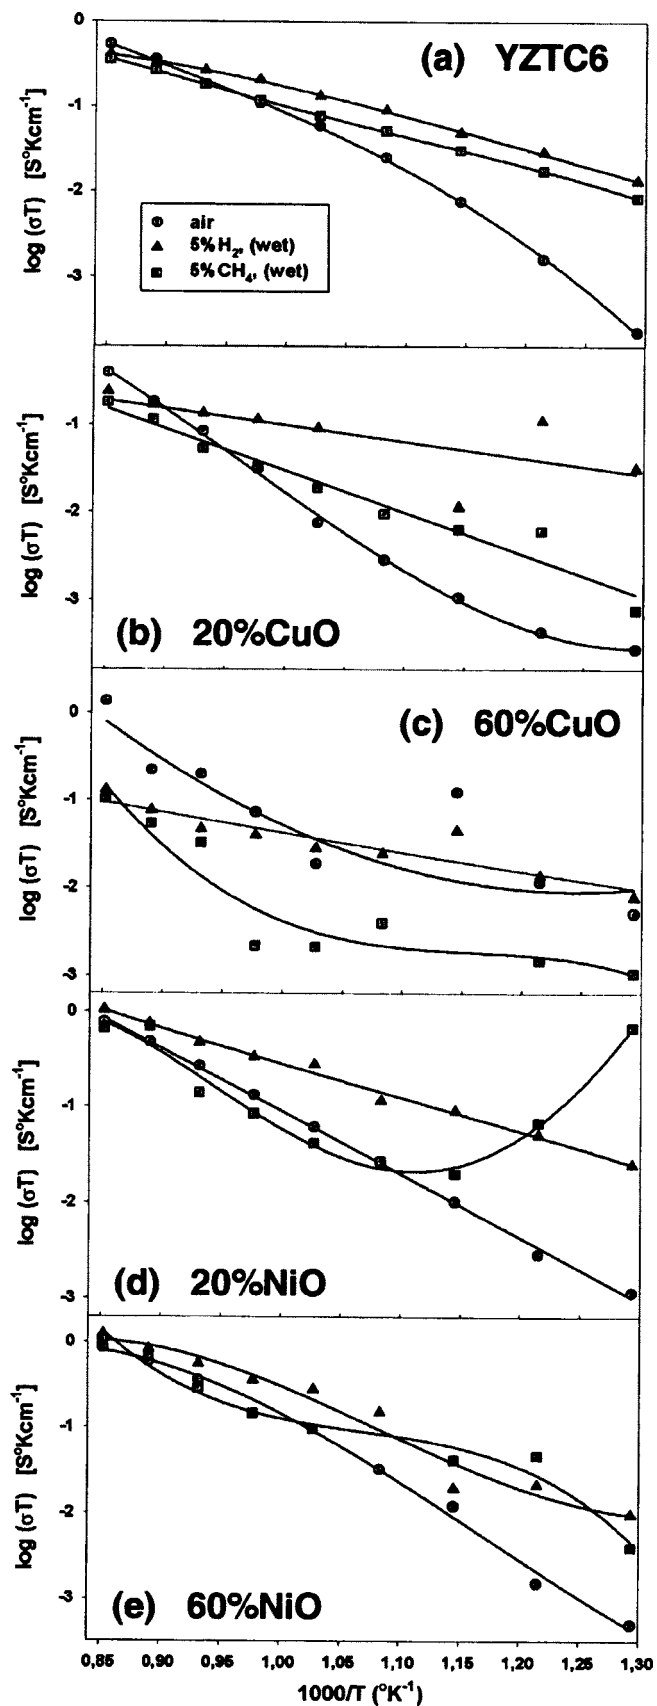 (a) YZTC6
0
-1
-2
-3
log (σT) [S°Kcm⁻¹]
air
5%H₂, (wet)
5%CH₄, (wet)
-1
-2
-3
log (σT) [S°Kcm⁻¹]
(b) 20%CuO
(c) 60%CuO
0
-1
-2
-3
log (σT) [S°Kcm⁻¹]
0
-1
-2
-3
log (σT) [S°Kcm⁻¹]
(d) 20%NiO
0
-1
-2
-3
log (σT) [S°Kcm⁻¹]
(e) 60%NiO
0,85 0,90 0,95 1,00 1,05 1,10 1,15 1,20 1,25 1,30
1000/T (°K⁻¹)